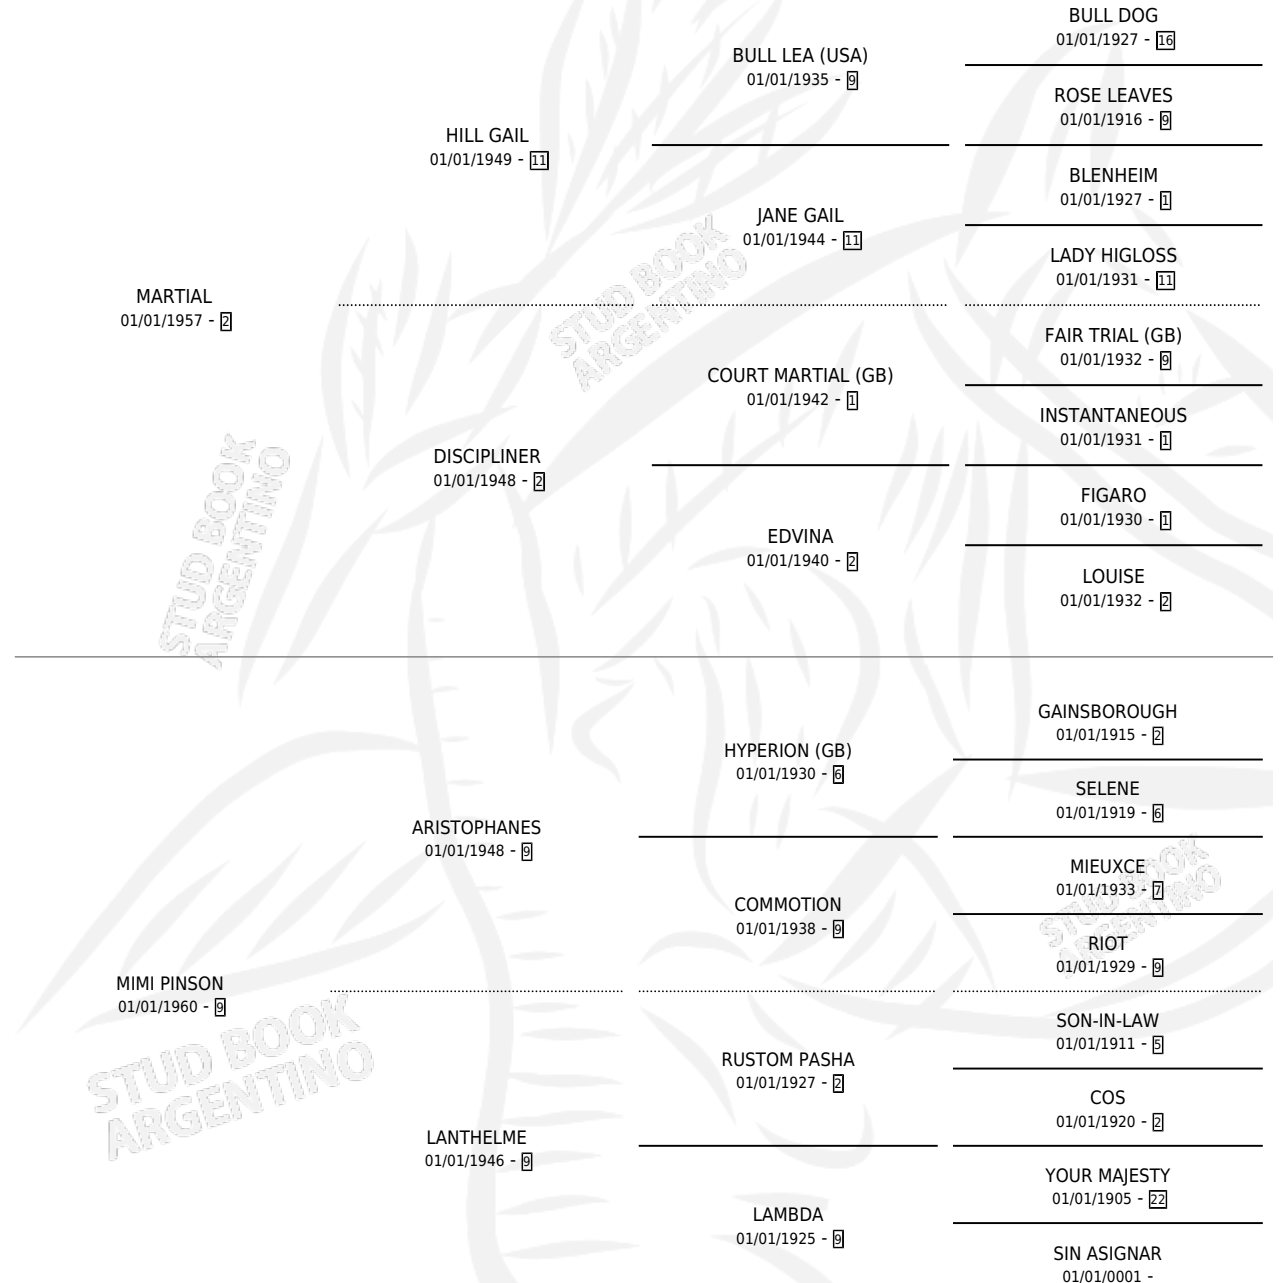 BULL DOG
01/01/1927 - 16
BULL LEA (USA)
01/01/1935 - 9
ROSE LEAVES
01/01/1916 - 9
HILL GAIL
01/01/1949 - 11
BLENHEIM
01/01/1927 - 1
JANE GAIL
01/01/1944 - 11
LADY HIGLOSS
01/01/1931 - 11
MARTIAL
01/01/1957 - 2
FAIR TRIAL (GB)
01/01/1932 - 9
COURT MARTIAL (GB)
01/01/1942 - 1
INSTANTANEOUS
01/01/1931 - 1
DISCIPLINER
01/01/1948 - 2
FIGARO
01/01/1930 - 1
EDVINA
01/01/1940 - 2
LOUISE
01/01/1932 - 2
GAINSBOROUGH
01/01/1915 - 2
HYPERION (GB)
01/01/1930 - 6
SELENE
01/01/1919 - 6
ARISTOPHANES
01/01/1948 - 9
MIEUXCE
01/01/1933 - 7
COMMOTION
01/01/1938 - 9
RIOT
01/01/1929 - 9
MIMI PINSON
01/01/1960 - 9
SON-IN-LAW
01/01/1911 - 5
RUSTOM PASHA
01/01/1927 - 2
COS
01/01/1920 - 2
LANTHELME
01/01/1946 - 9
YOUR MAJESTY
01/01/1905 - 22
LAMBDA
01/01/1925 - 9
SIN ASIGNAR
01/01/0001 -
STUD BOOK
ARGENTINO
STUD BOOK
ARGENTINO
STUD BOOK
ARGENTINO
STUD BOOK
ARGENTINO